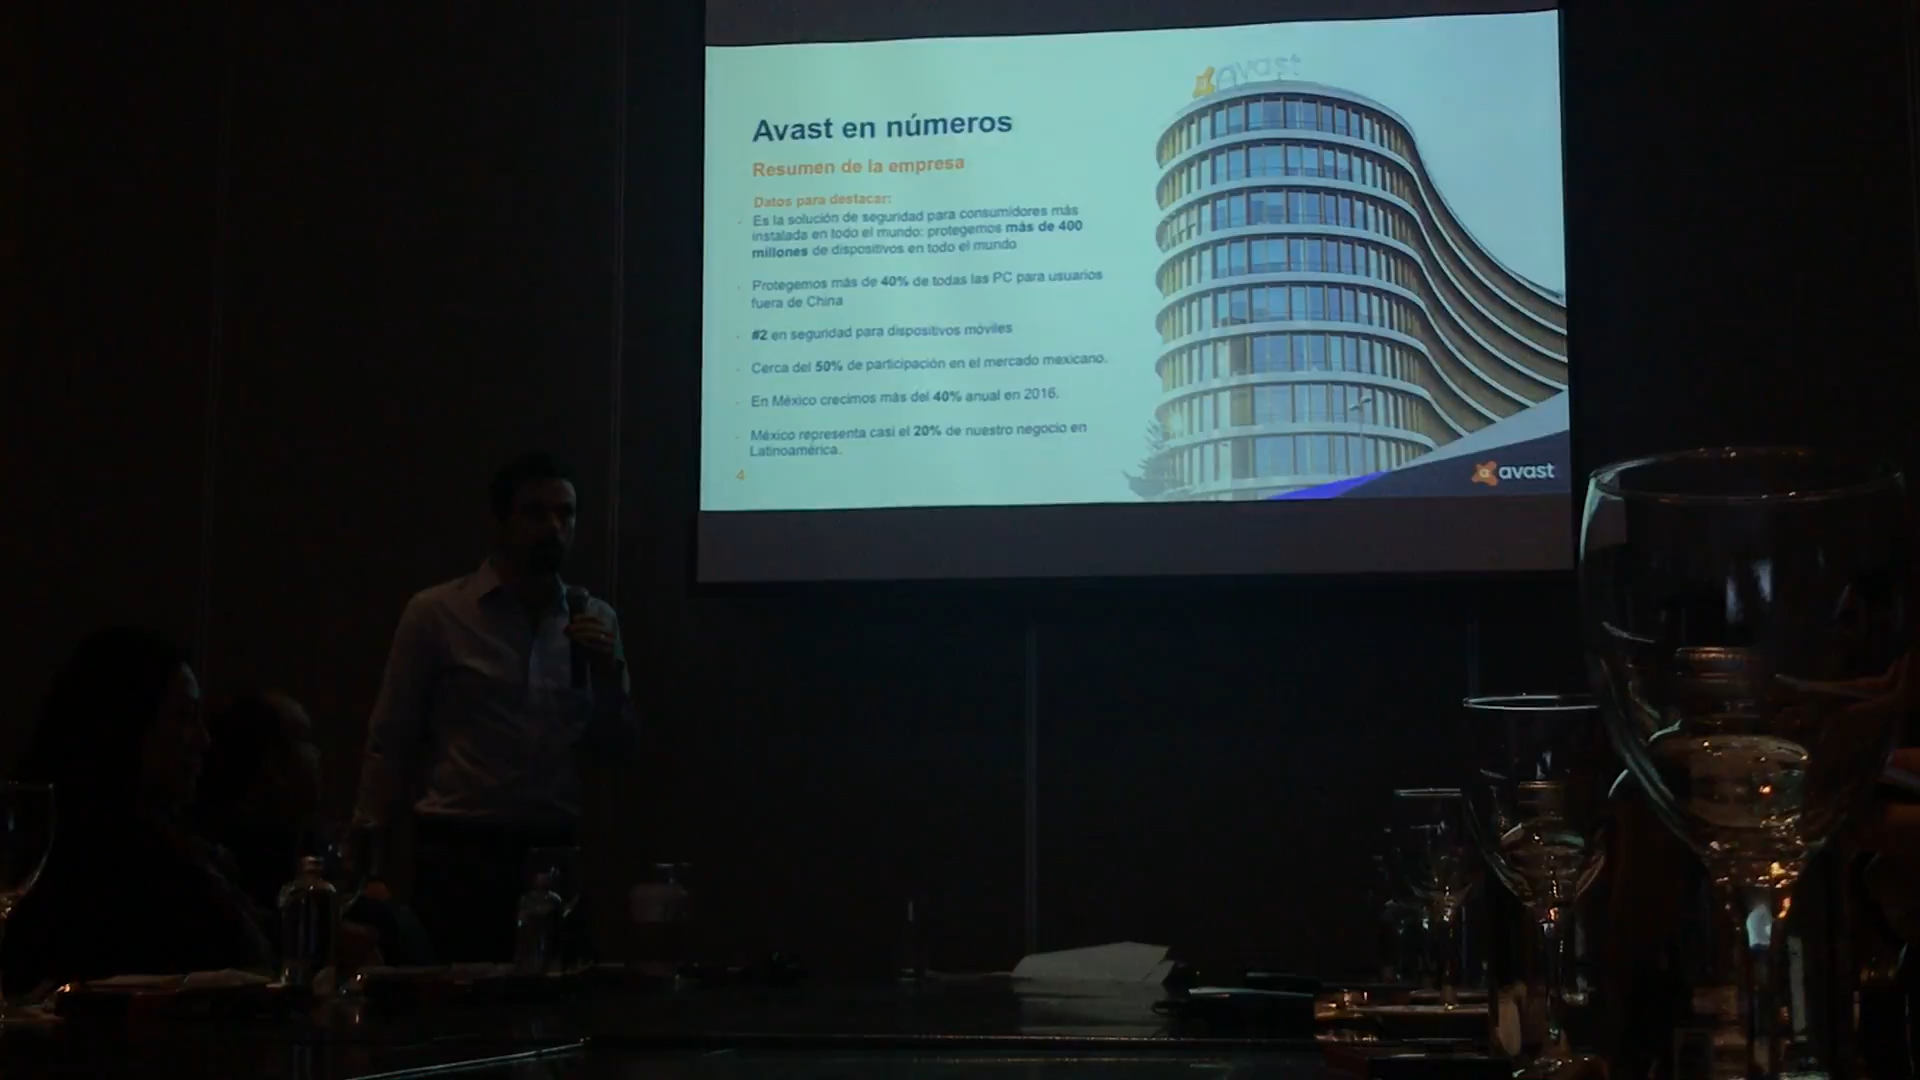 avast
Avast en números
Resumen de la empresa
Datos para destacar:
- Es la solución de seguridad para consumidores más
instalada en todo el mundo: protegemos más de 400
millones de dispositivos en todo el mundo
- Protegemos más de 40% de todas las PC para usuarios
fuera de China
- #2 en seguridad para dispositivos móviles
- Cerca del 50% de participación en el mercado mexicano.
- En México crecimos más del 40% anual en 2016.
- México representa casi el 20% de nuestro negocio en
Latinoamérica.
4
avast